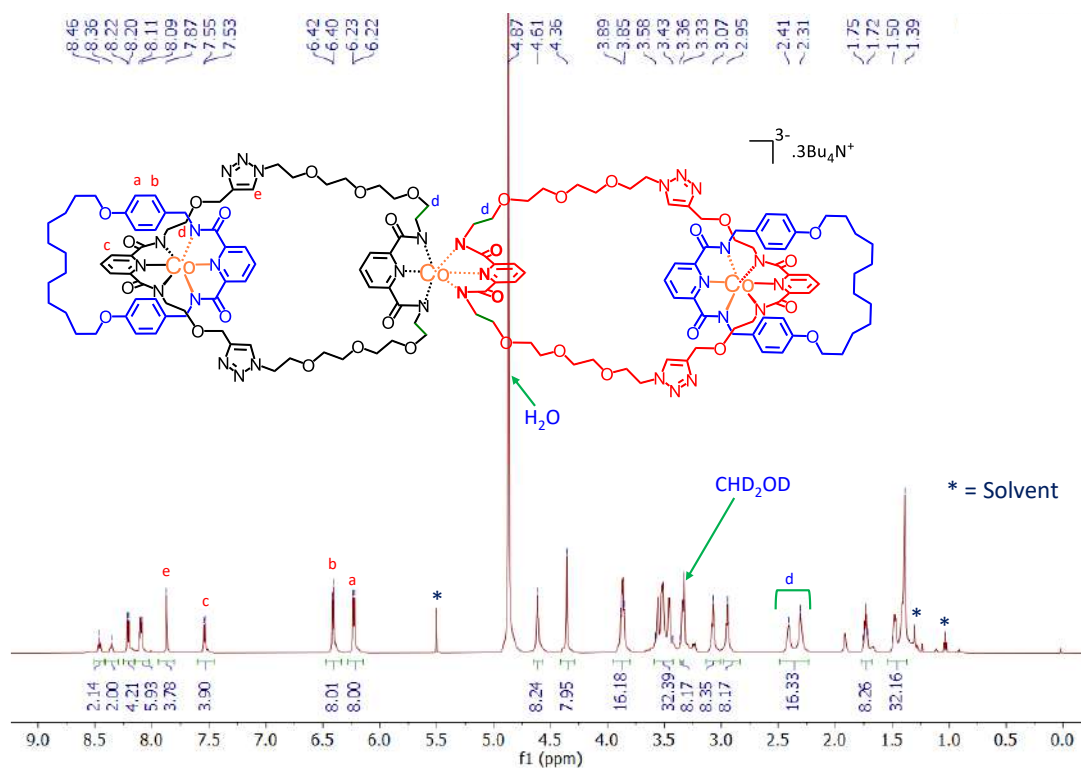 8.46 8.36 8.22 8.20 8.11 8.09 7.87 7.55 7.53 6.42 6.40 6.23 6.22 4.87 4.61 4.36 3.89 3.85 3.58 3.43 3.36 3.33 3.07 2.95 2.41 2.31 1.75 1.72 1.50 1.39
]3- .3Bu4N+
N N N e O O O O d d O O O O N N N
a b O N O N N O N O
c d Co N N N Co N N N Co N N
O N O N O O N O N O
N N N O O O O O O O O N N N
H2O
CHD2OD
* = Solvent
b a e c * d * *
2.14 2.00 4.21 5.93 3.78 3.90 8.01 8.00 8.24 7.95 16.18 32.39 8.17 8.35 8.17 16.33 8.26 32.16
9.0 8.5 8.0 7.5 7.0 6.5 6.0 5.5 5.0 4.5 4.0 3.5 3.0 2.5 2.0 1.5 1.0 0.5 0.0
f1 (ppm)